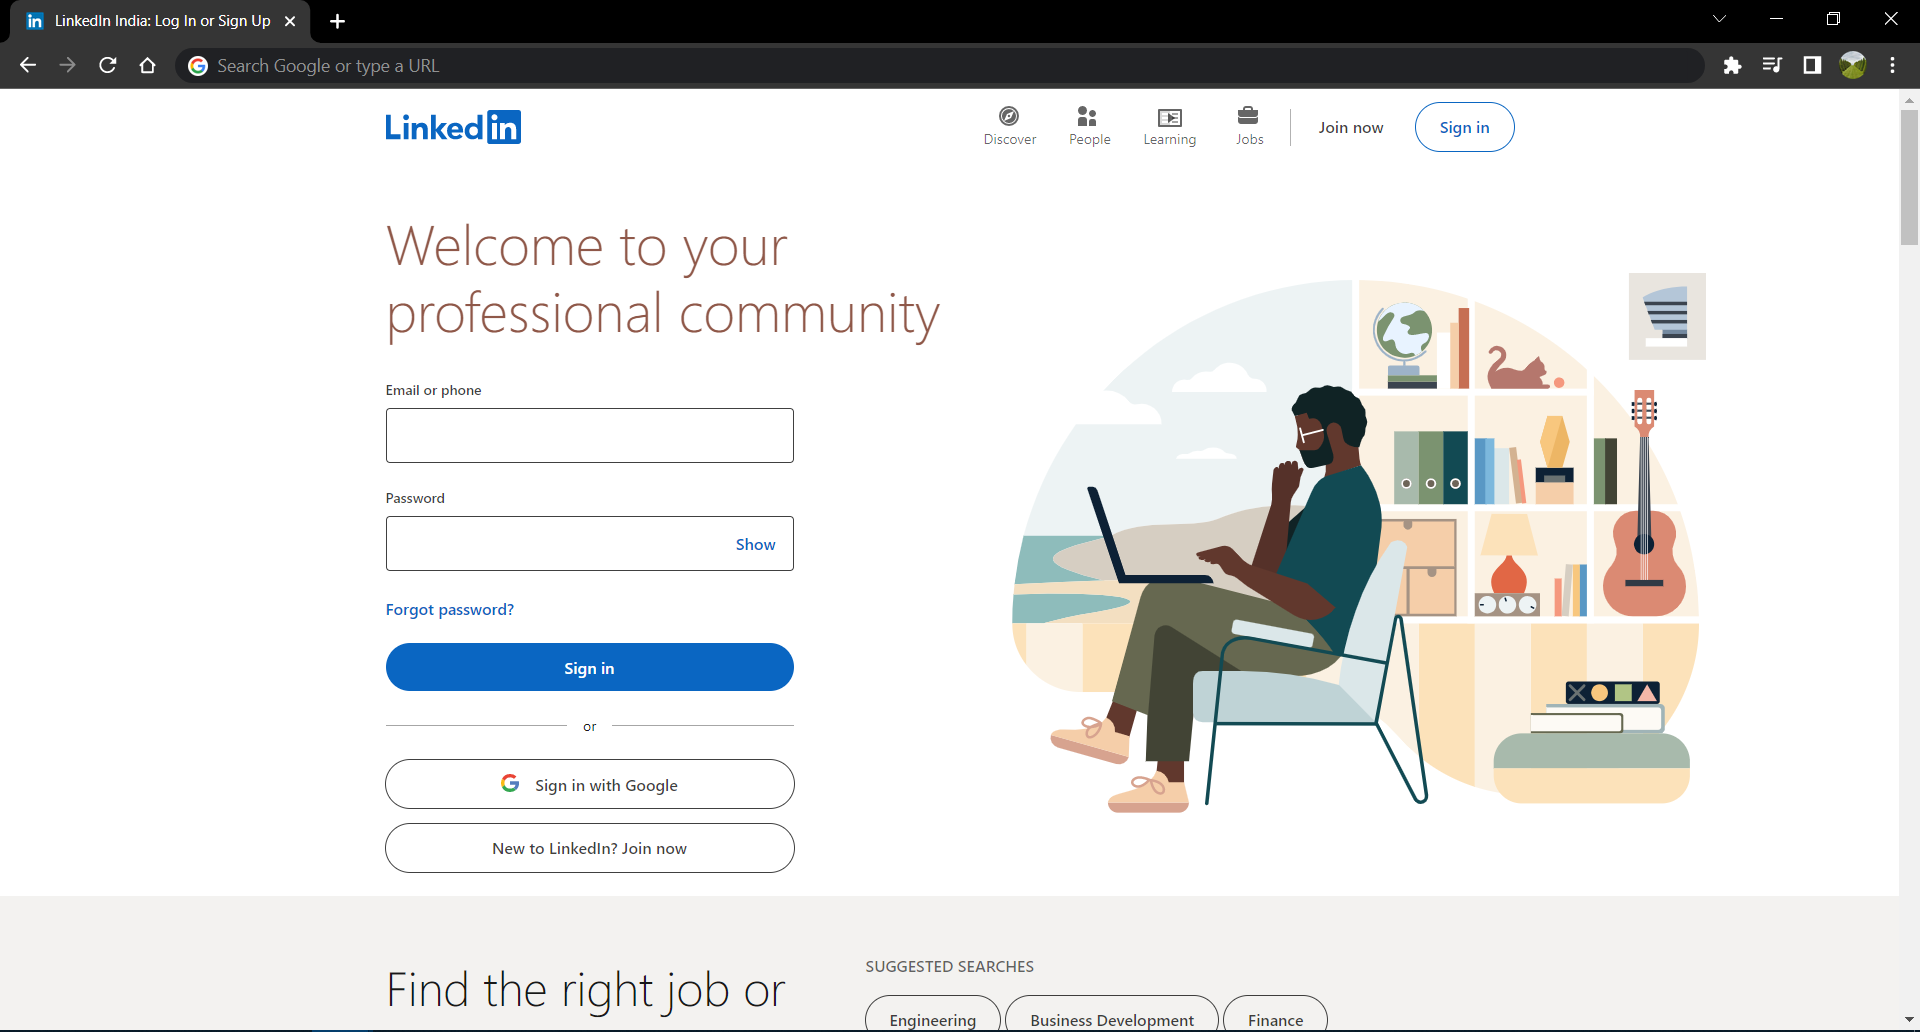 LinkedIn India: Log In or Sign Up
Search Google or type a URL
Linked in
Discover
People
Learning
Jobs
Join now
Sign in
Welcome to your
professional community
Email or phone
Password
Show
Forgot password?
Sign in
or
Sign in with Google
New to LinkedIn? Join now
Find the right job or
SUGGESTED SEARCHES
Engineering
Business Development
Finance